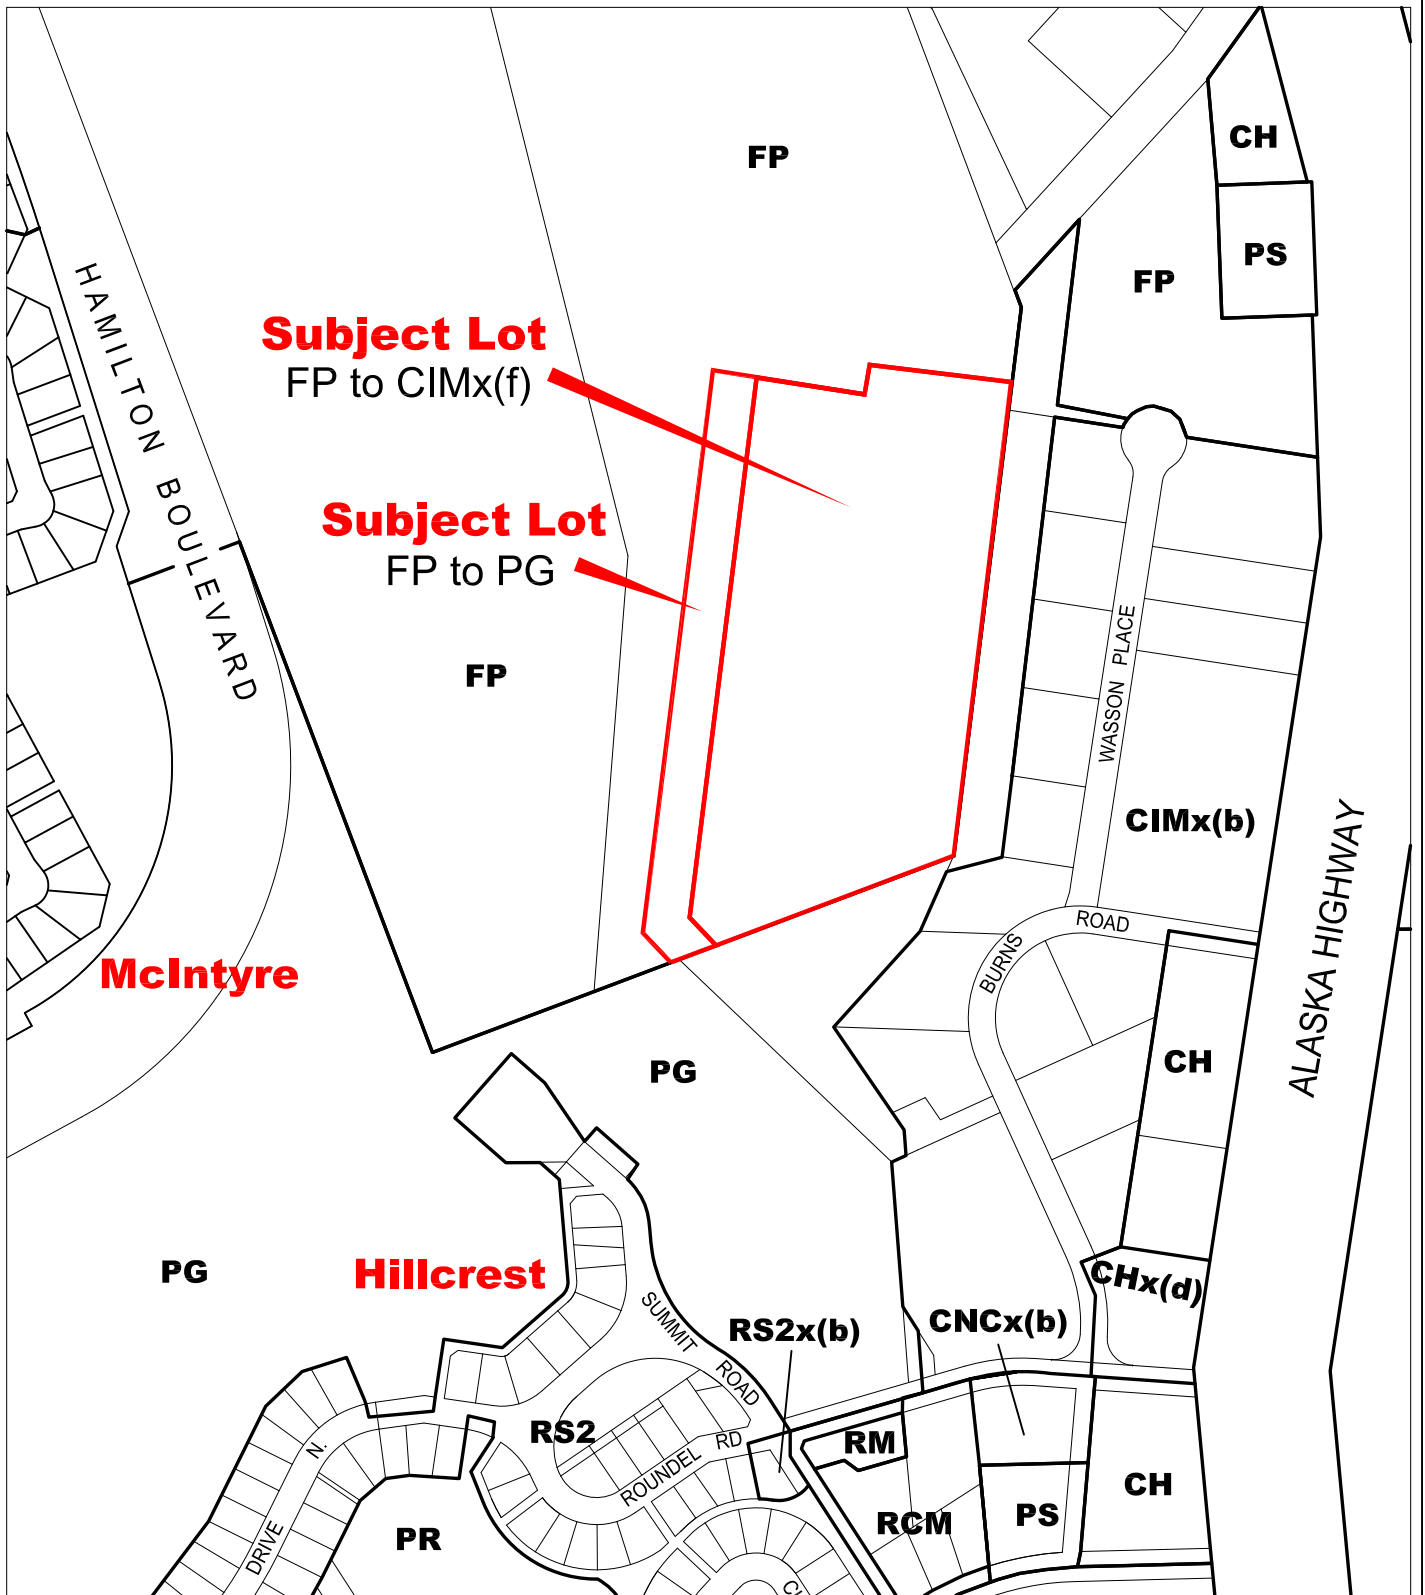 CH
FP
PS
FP
HAMILTON BOULEVARD
Subject Lot
FP to CIMx(f)
Subject Lot
FP to PG
FP
WASSON PLACE
CIMx(b)
ALASKA HIGHWAY
BURNS ROAD
McIntyre
CH
PG
PG
Hillcrest
CHx(d)
SUMMIT ROAD
RS2x(b)
CNCx(b)
RS2
ROUNDEL RD
RM
CH
PS
RCM
DRIVE N.
PR